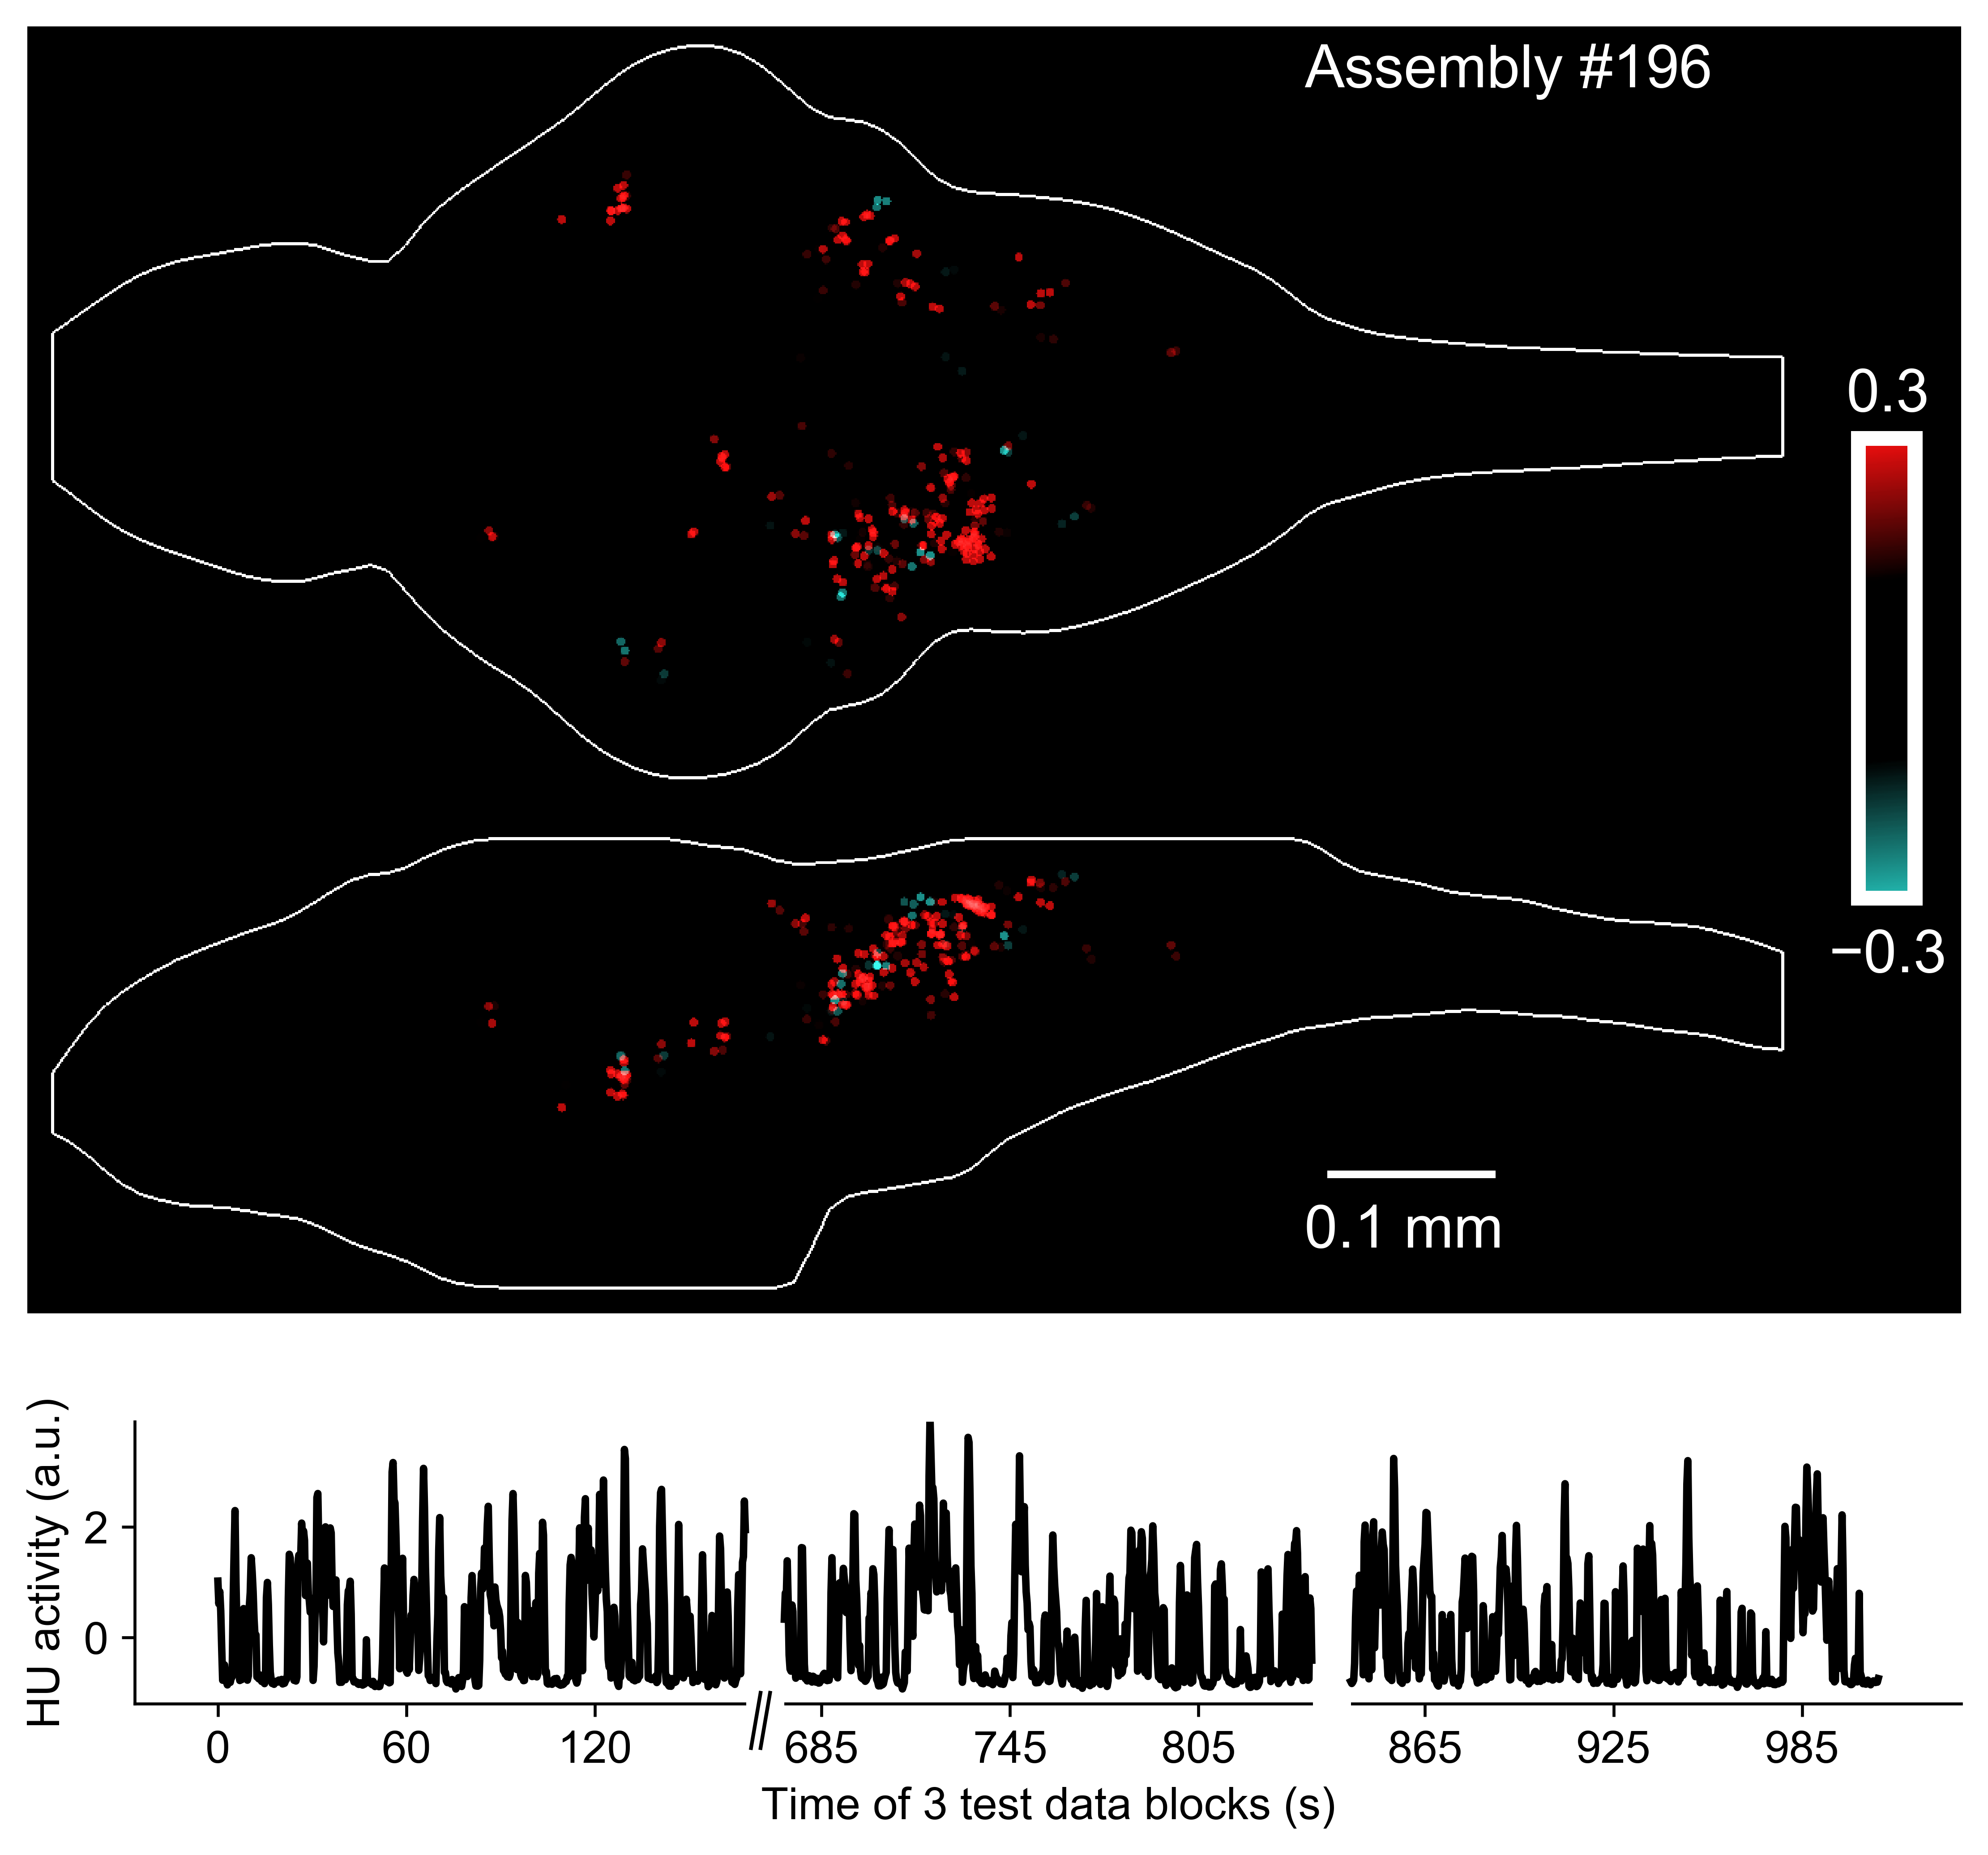 Assembly #196
0.3
−0.3
0.1 mm
HU activity (a.u.)
2
0
0 60 120 685 745 805 865 925 985
Time of 3 test data blocks (s)